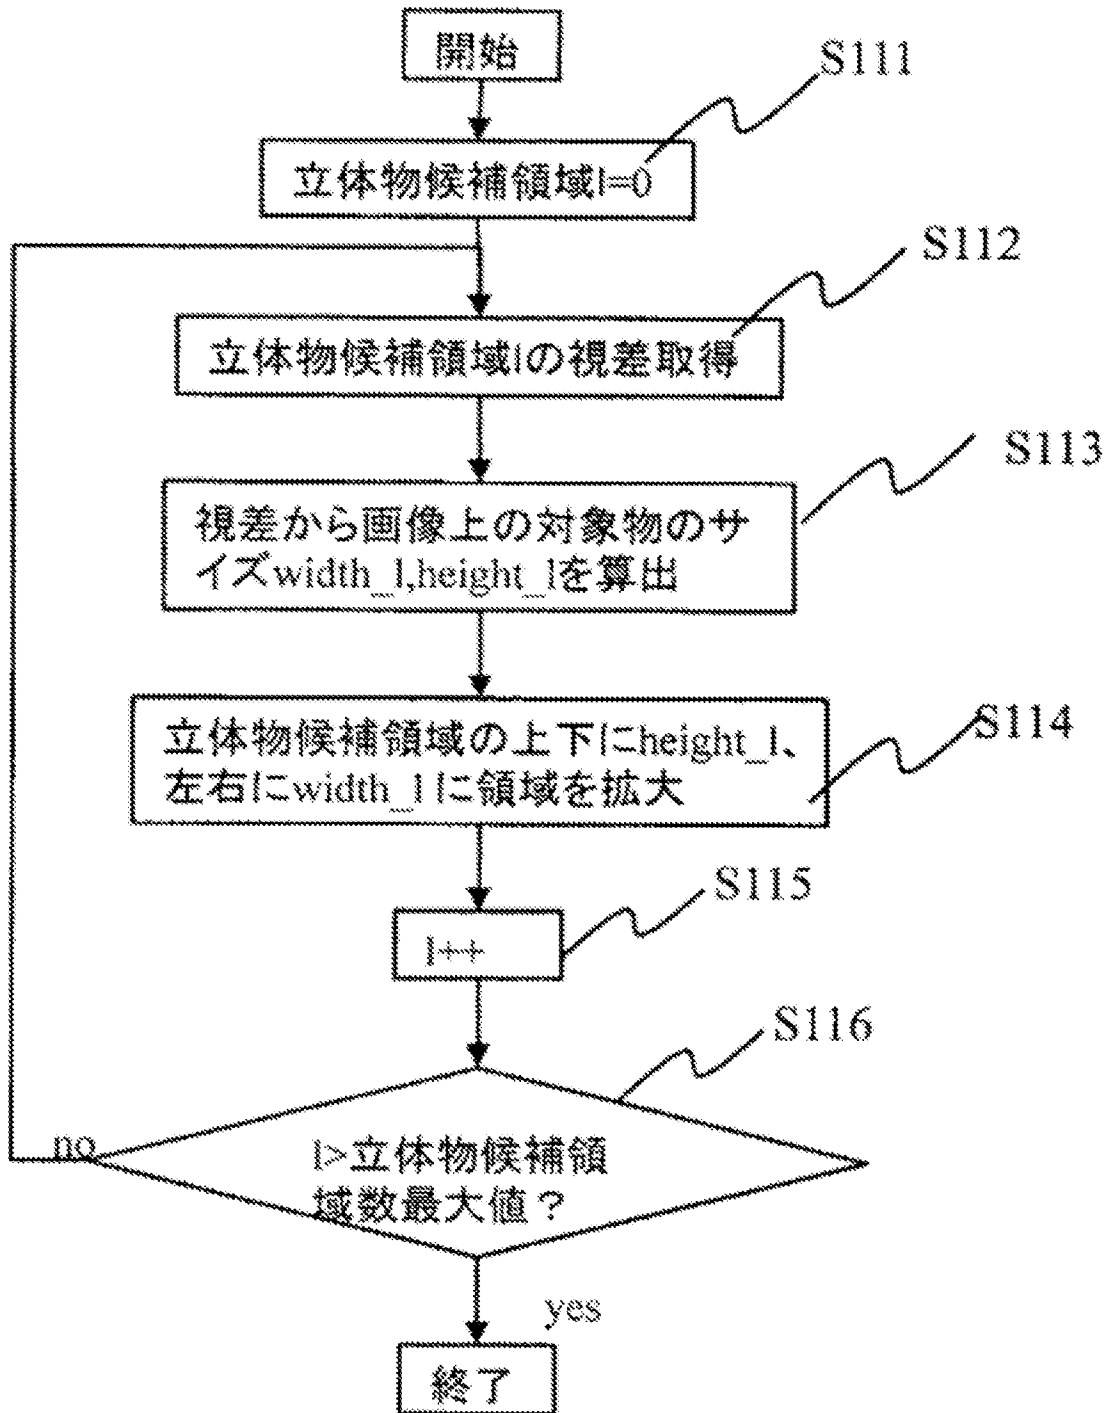 開始
S111
立体物候補領域l=0
S112
立体物候補領域lの視差取得
S113
視差から画像上の対象物のサ
イズwidth_l,height_lを算出
S114
立体物候補領域の上下にheight_l、
左右にwidth_l に領域を拡大
S115
l++
S116
no
l>立体物候補領
域数最大値？
yes
終了